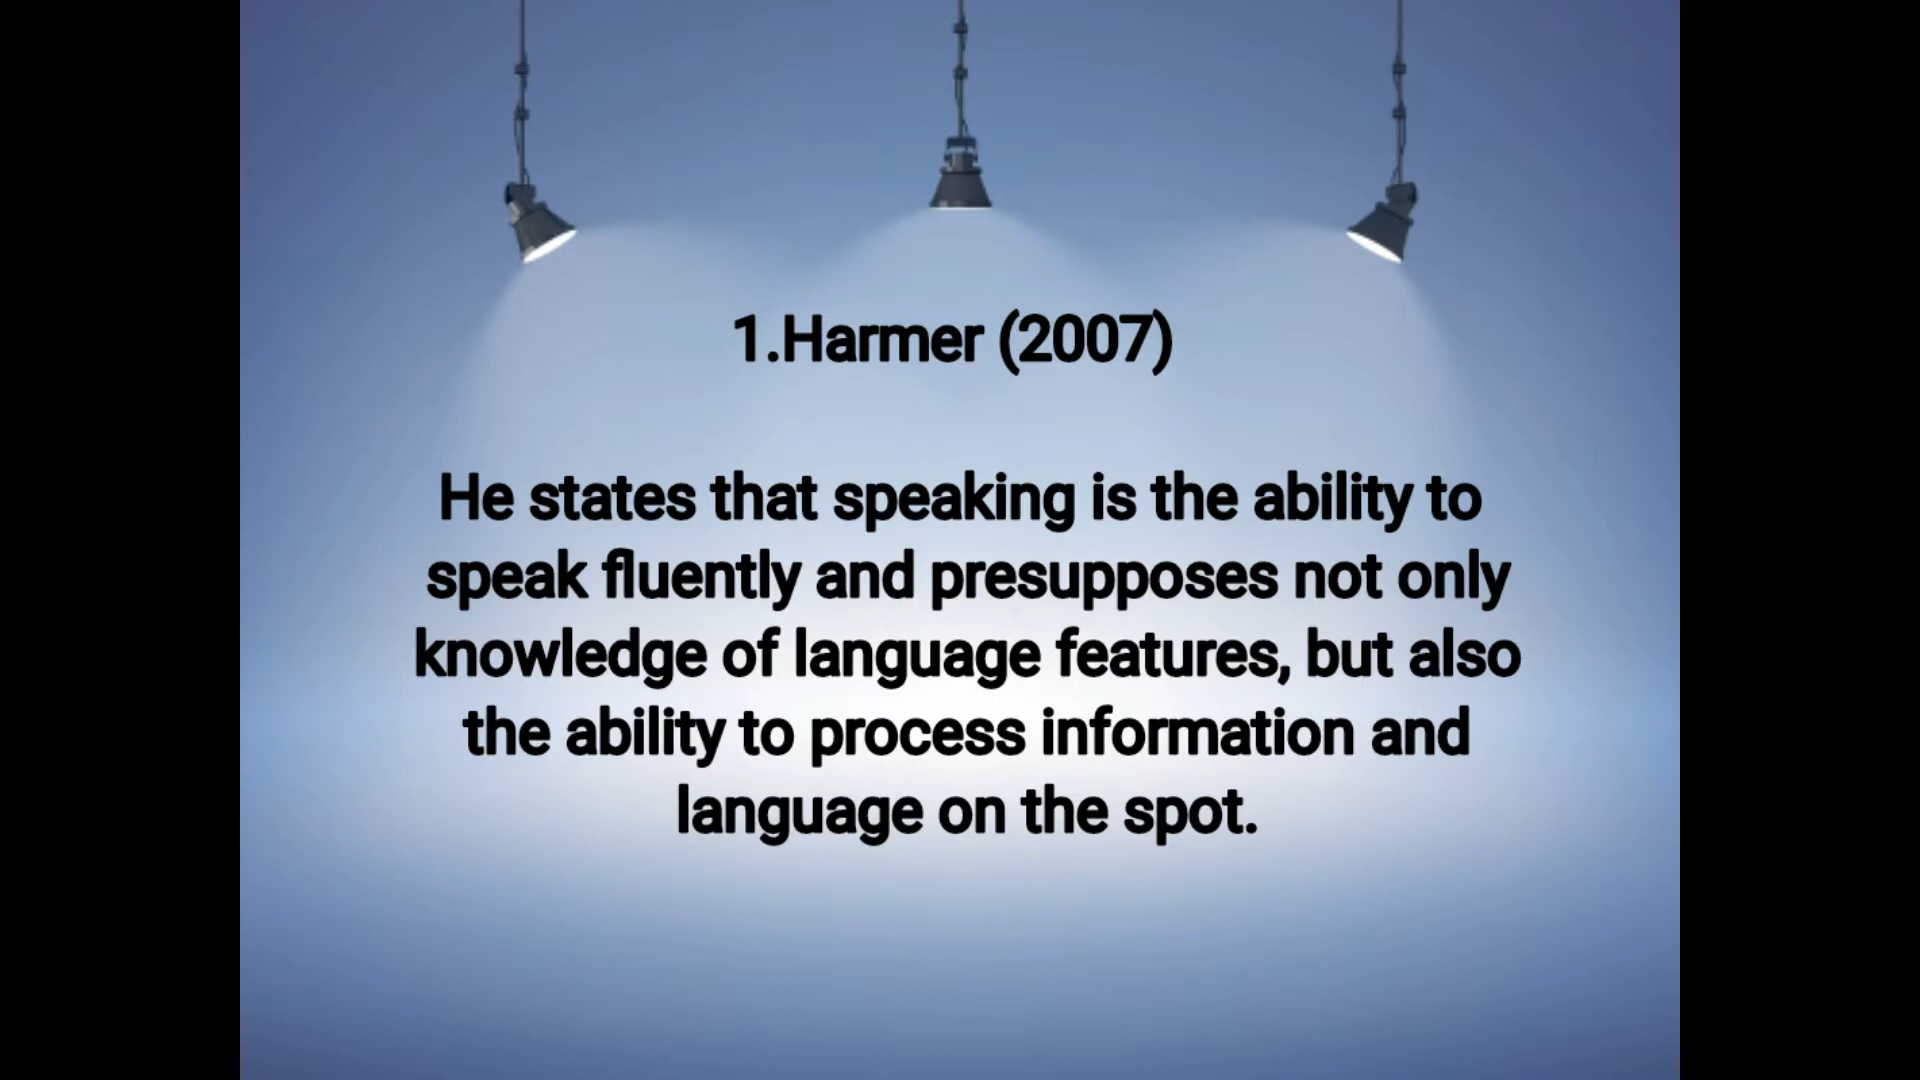 1.Harmer (2007)
He states that speaking is the ability to
speak fluently and presupposes not only
knowledge of language features, but also
the ability to process information and
language on the spot.